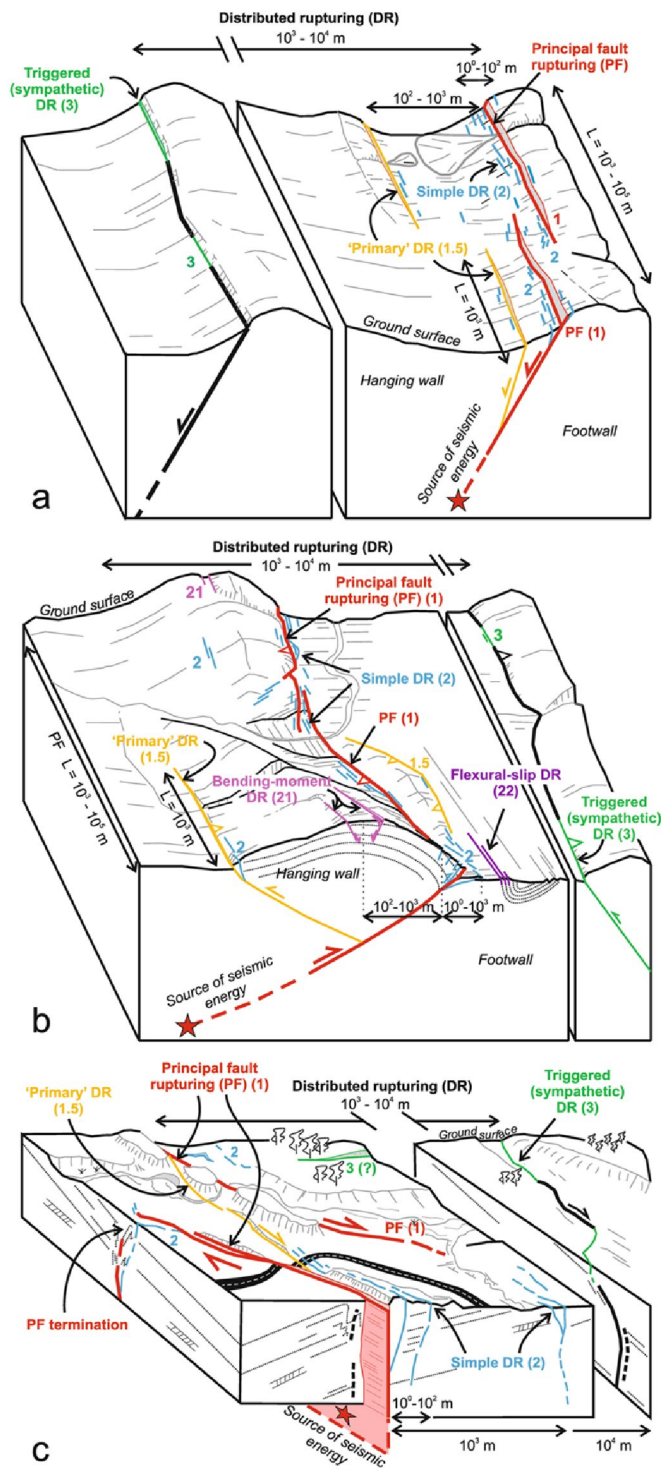 Distributed rupturing (DR)
10³ - 10⁴ m
Triggered
(sympathetic)
DR (3)
10⁰-10² m
Principal fault
rupturing (PF)
10² - 10³ m
L = 10³ - 10⁵ m
Simple DR (2)
1
3
2
'Primary' DR (1.5)
2
L = 10³ m
Ground surface
PF (1)
Hanging wall
Source of seismic
energy
Footwall
a
Distributed rupturing (DR)
10³ - 10⁴ m
21
Principal fault
rupturing (PF) (1)
Ground surface
3
2
Simple DR (2)
PF
L = 10³ - 10⁵ m
PF (1)
'Primary' DR
(1.5)
1.5
Flexural-slip DR
(22)
Bending-moment
DR (21)
L = 10³ m
Triggered
(sympathetic)
DR (3)
2
2
Hanging wall
10²-10³ m
10⁰-10³ m
Source of seismic
energy
Footwall
b
Principal fault
rupturing (PF) (1)
'Primary' DR
(1.5)
Distributed rupturing (DR)
10³ - 10⁴ m
Triggered
(sympathetic)
DR (3)
Ground surface
2
3 (?)
PF (1)
2
PF termination
Simple DR (2)
10⁰-10² m
Source of seismic
energy
10³ m
10⁴ m
c